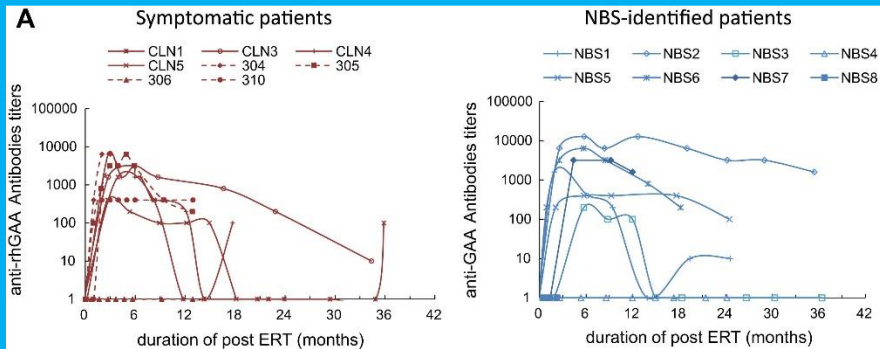 A
Symptomatic patients
CLN1 CLN3 CLN4
CLN5 304 305
306 310
anti-rhGAA Antibodies titers
100000
10000
1000
100
10
1
0 6 12 18 24 30 36 42
duration of post ERT (months)
NBS-identified patients
NBS1 NBS2 NBS3 NBS4
NBS5 NBS6 NBS7 NBS8
anti-GAA Antibodies titers
100000
10000
1000
100
10
1
0 6 12 18 24 30 36 42
duration of post ERT (months)